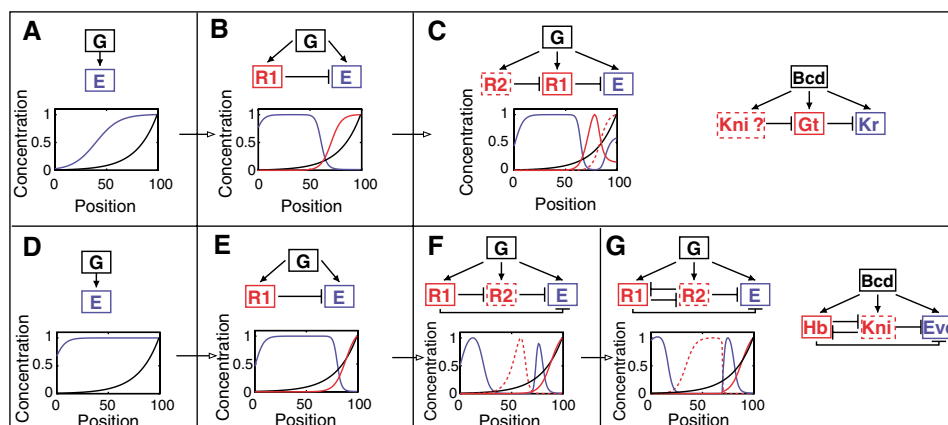 A
G
E
Concentration
1
0.5
0
0
50
100
Position
B
G
R1
E
Concentration
1
0.5
0
0
50
100
Position
C
G
R2
R1
E
Concentration
1
0.5
0
0
50
100
Position
Bcd
Kni ?
Gt
Kr
D
G
E
Concentration
1
0.5
0
0
50
100
Position
E
G
R1
E
Concentration
1
0.5
0
0
50
100
Position
F
G
R1
R2
E
Concentration
1
0.5
0
0
50
100
Position
G
G
R1
R2
E
Concentration
1
0.5
0
0
50
100
Position
Bcd
Hb
Kni
Eve